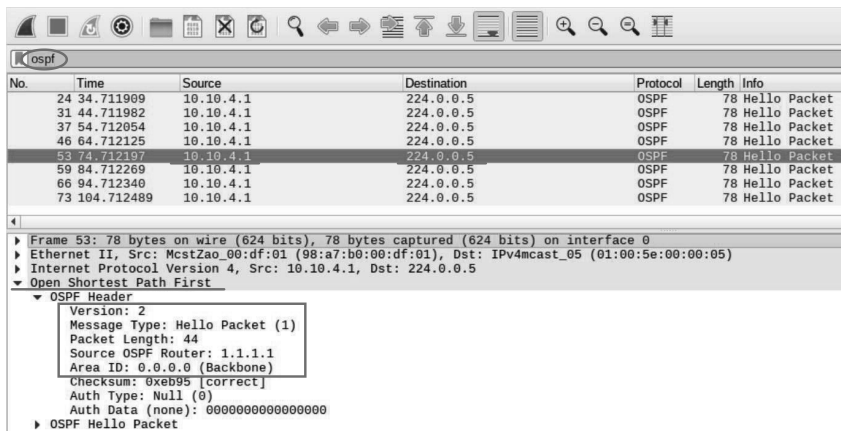 ospf
No. Time Source Destination Protocol Length Info
24 34.711909 10.10.4.1 224.0.0.5 OSPF 78 Hello Packet
31 44.711982 10.10.4.1 224.0.0.5 OSPF 78 Hello Packet
37 54.712054 10.10.4.1 224.0.0.5 OSPF 78 Hello Packet
46 64.712125 10.10.4.1 224.0.0.5 OSPF 78 Hello Packet
53 74.712197 10.10.4.1 224.0.0.5 OSPF 78 Hello Packet
59 84.712269 10.10.4.1 224.0.0.5 OSPF 78 Hello Packet
66 94.712340 10.10.4.1 224.0.0.5 OSPF 78 Hello Packet
73 104.712489 10.10.4.1 224.0.0.5 OSPF 78 Hello Packet
Frame 53: 78 bytes on wire (624 bits), 78 bytes captured (624 bits) on interface 0
Ethernet II, Src: McstZao_00:df:01 (98:a7:b0:00:df:01), Dst: IPv4mcast_05 (01:00:5e:00:00:05)
Internet Protocol Version 4, Src: 10.10.4.1, Dst: 224.0.0.5
Open Shortest Path First
OSPF Header
Version: 2
Message Type: Hello Packet (1)
Packet Length: 44
Source OSPF Router: 1.1.1.1
Area ID: 0.0.0.0 (Backbone)
Checksum: 0xeb95 [correct]
Auth Type: Null (0)
Auth Data (none): 0000000000000000
OSPF Hello Packet